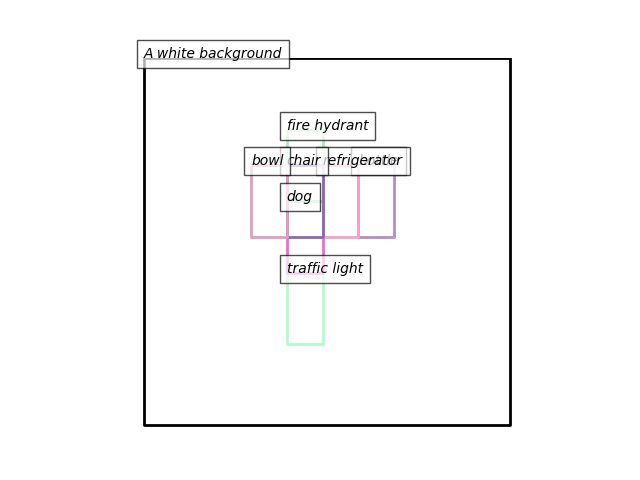 A white background
fire hydrant
bowl
chair
refrigerator
dog
traffic light